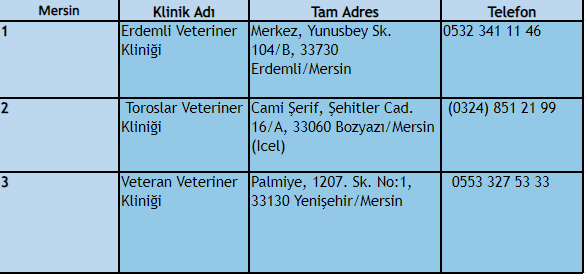 Mersin Klinik Adı Tam Adres Telefon
1 Erdemli Veteriner Merkez, Yunusbey Sk. 0532 341 11 46
Kliniği 104/B, 33730
Erdemli/Mersin
2 Toroslar Veteriner Cami Şerif, Şehitler Cad. (0324) 851 21 99
Kliniği 16/A, 33060 Bozyazı/Mersin
(Icel)
3 Veteran Veteriner Palmiye, 1207. Sk. No:1, 0553 327 53 33
Kliniği 33130 Yenişehir/Mersin